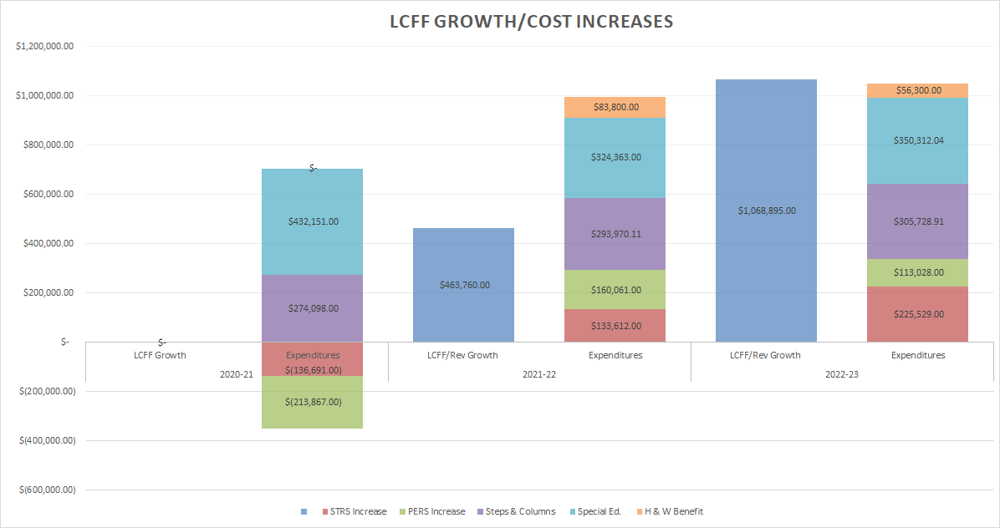 LCFF GROWTH/COST INCREASES
$1,200,000.00
$1,000,000.00
$800,000.00
$600,000.00
$400,000.00
$200,000.00
$-
$(200,000.00)
$(400,000.00)
$(600,000.00)
$-
$-
$432,151.00
$274,098.00
$(136,691.00)
$(213,867.00)
$463,760.00
$83,800.00
$324,363.00
$293,970.11
$160,061.00
$133,612.00
$1,068,895.00
$56,300.00
$350,312.04
$305,728.91
$113,028.00
$225,529.00
LCFF Growth
Expenditures
LCFF/Rev Growth
Expenditures
LCFF/Rev Growth
Expenditures
2020-21
2021-22
2022-23
STRS Increase
PERS Increase
Steps & Columns
Special Ed.
H & W Benefit